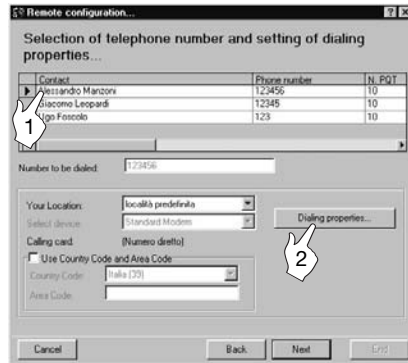 Remote configuration...
Selection of telephone number and setting of dialing
properties...
Contact Phone number N. PQT
Alessandro Manzoni 123456 10
Giacomo Leopardi 12345 10
Ugo Foscolo 123 10
1
Number to be dialed: 123456
Your Location: località predefinita
Select device: Standard Modem
Dialing properties...
Calling card: (Numero diretto)
2
Use Country Code and Area Code
Country Code: Italia (39)
Area Code:
Cancel Back Next End